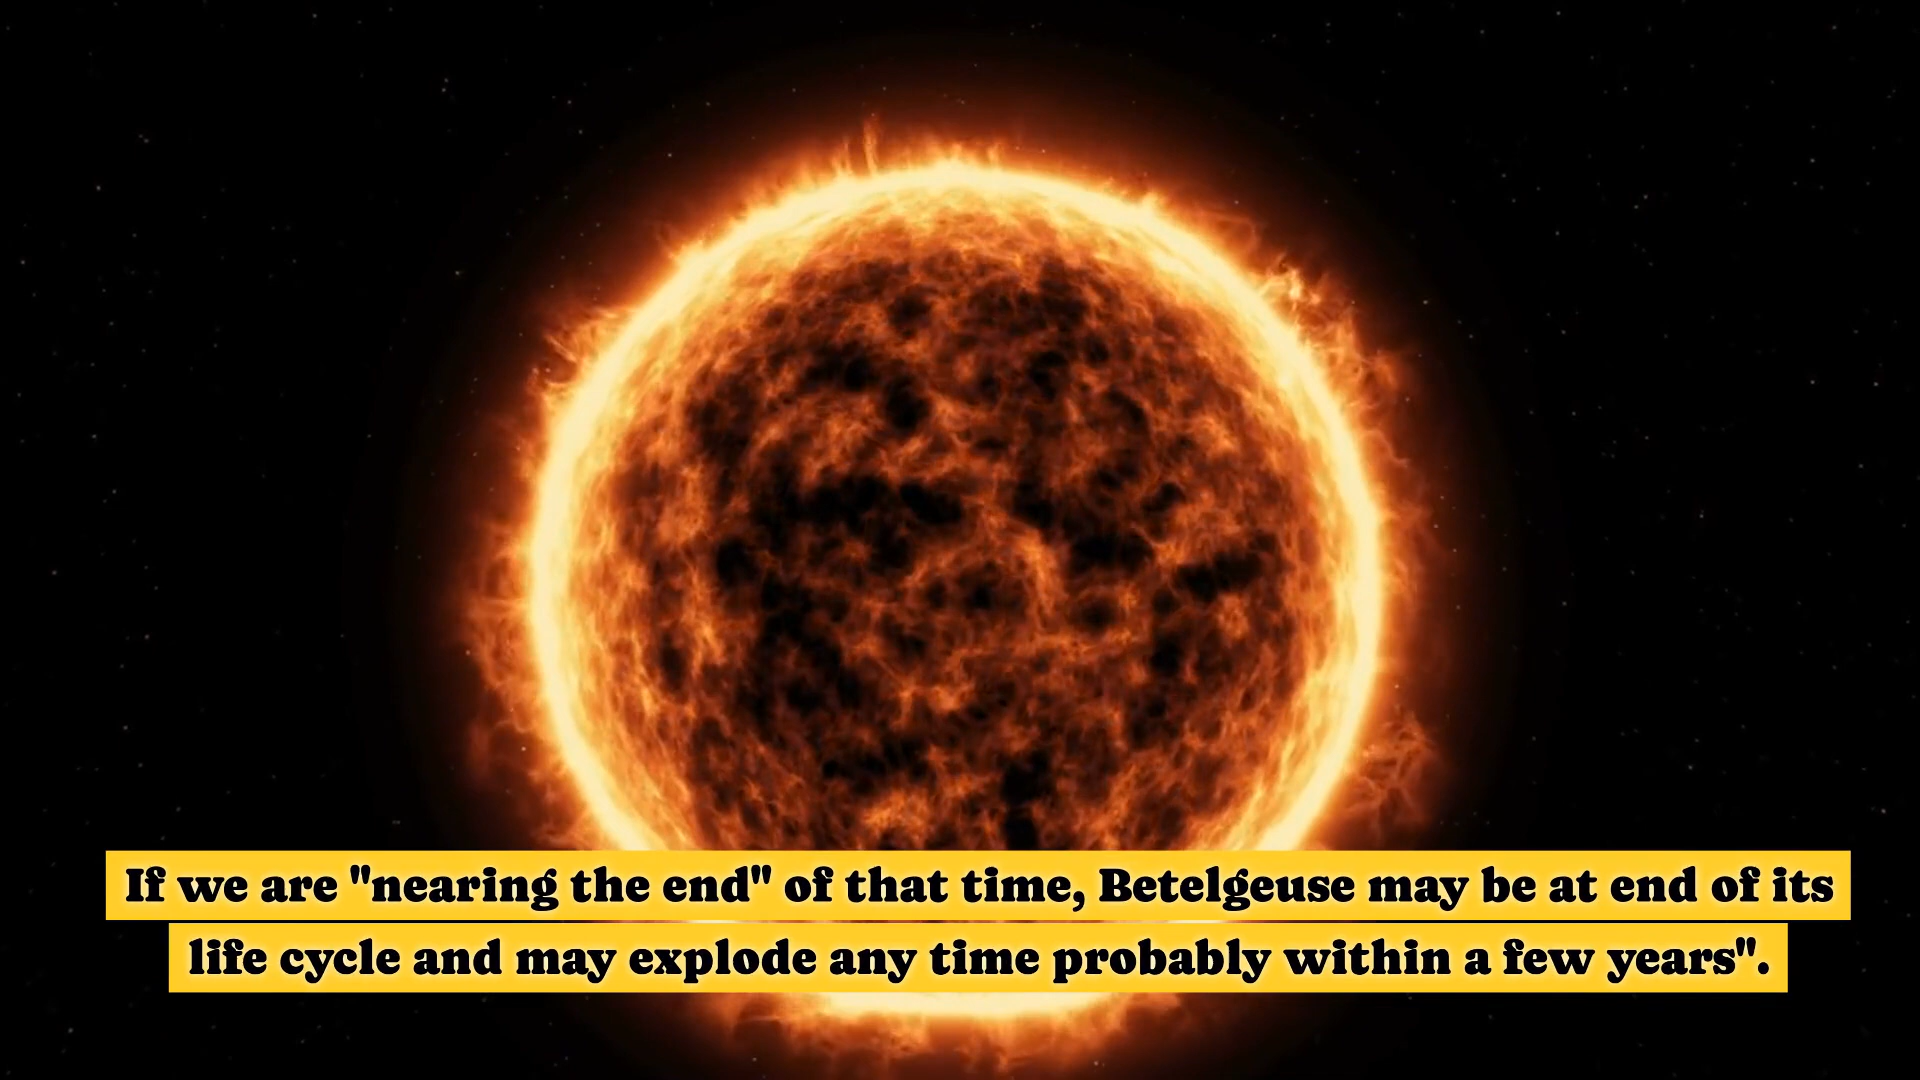 If we are "nearing the end" of that time, Betelgeuse may be at end of its
life cycle and may explode any time probably within a few years".